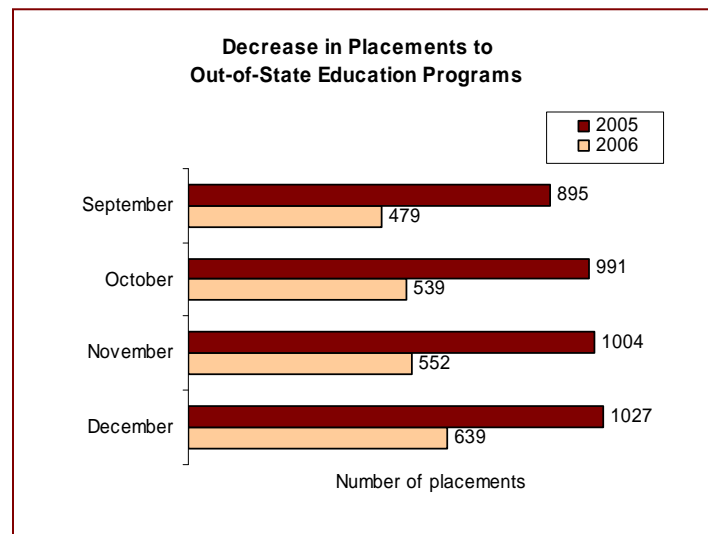 Decrease in Placements to
Out-of-State Education Programs
2005
2006
September
895
479
October
991
539
November
1004
552
December
1027
639
Number of placements